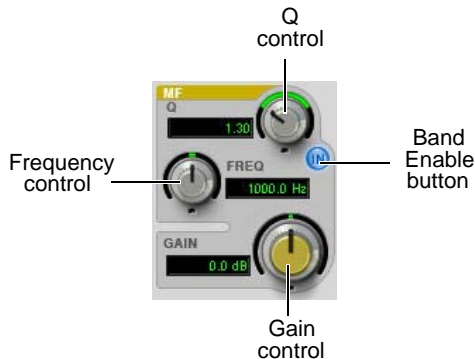 Q
control
MF
Q
1.30
IN
Band
Enable
button
Frequency
control
FREQ
1000.0 Hz
GAIN
0.0 dB
Gain
control